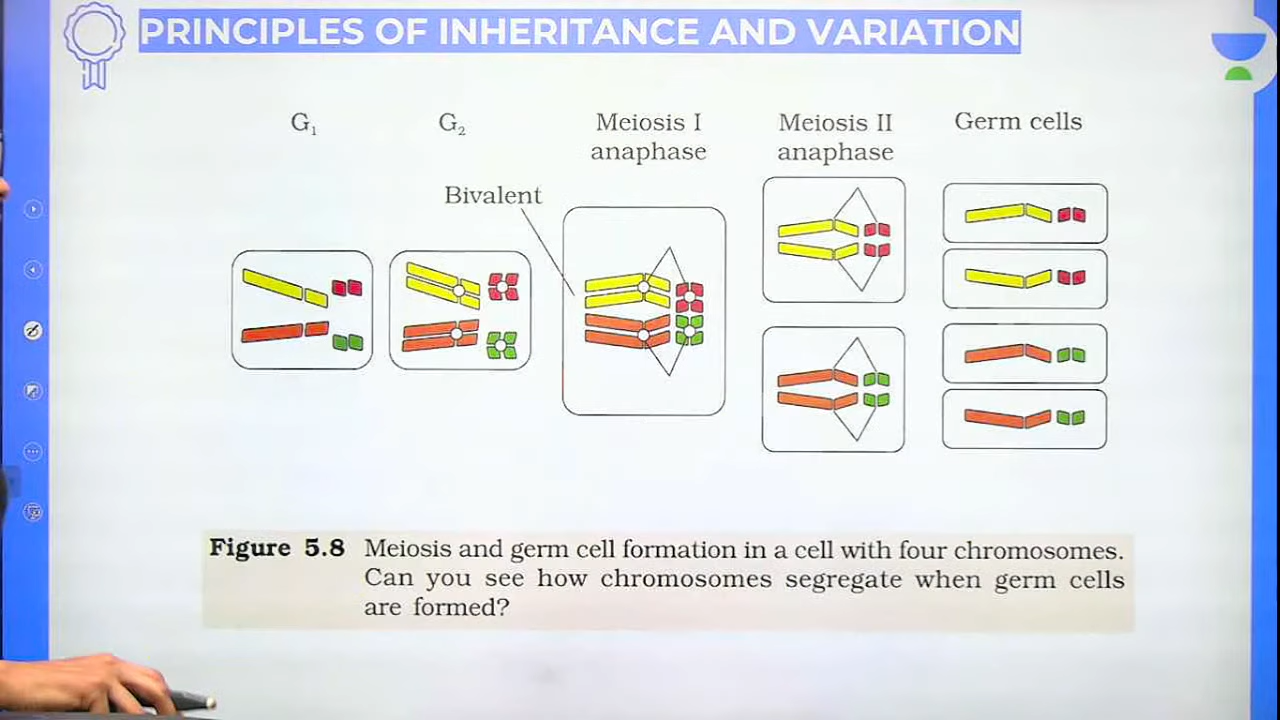 PRINCIPLES OF INHERITANCE AND VARIATION
G₁
G₂
Meiosis I
anaphase
Meiosis II
anaphase
Germ cells
Bivalent
Figure 5.8 Meiosis and germ cell formation in a cell with four chromosomes.
Can you see how chromosomes segregate when germ cells
are formed?